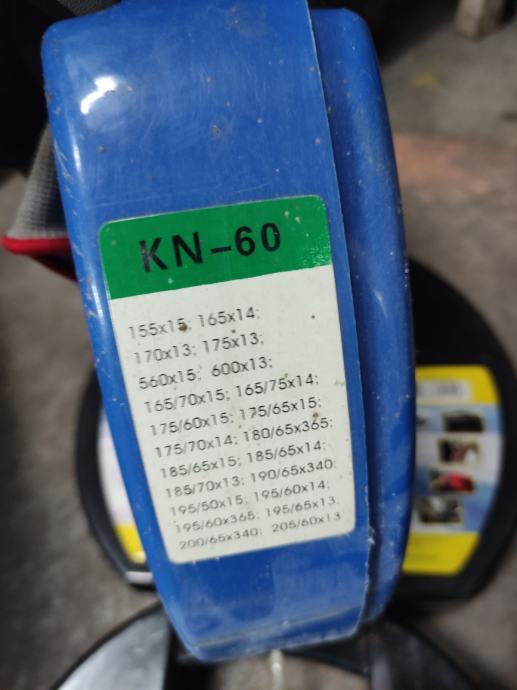 KN-60
155x15; 165x14;
170x13; 175x13;
560x15; 600x13;
165/70x15; 165/75x14;
175/60x15; 175/65x15;
175/70x14; 180/65x365;
185/65x15; 185/65x14;
185/70x13; 190/65x340;
195/50x15; 195/60x14;
195/60x365; 195/65x13;
200/65x340; 205/60x13